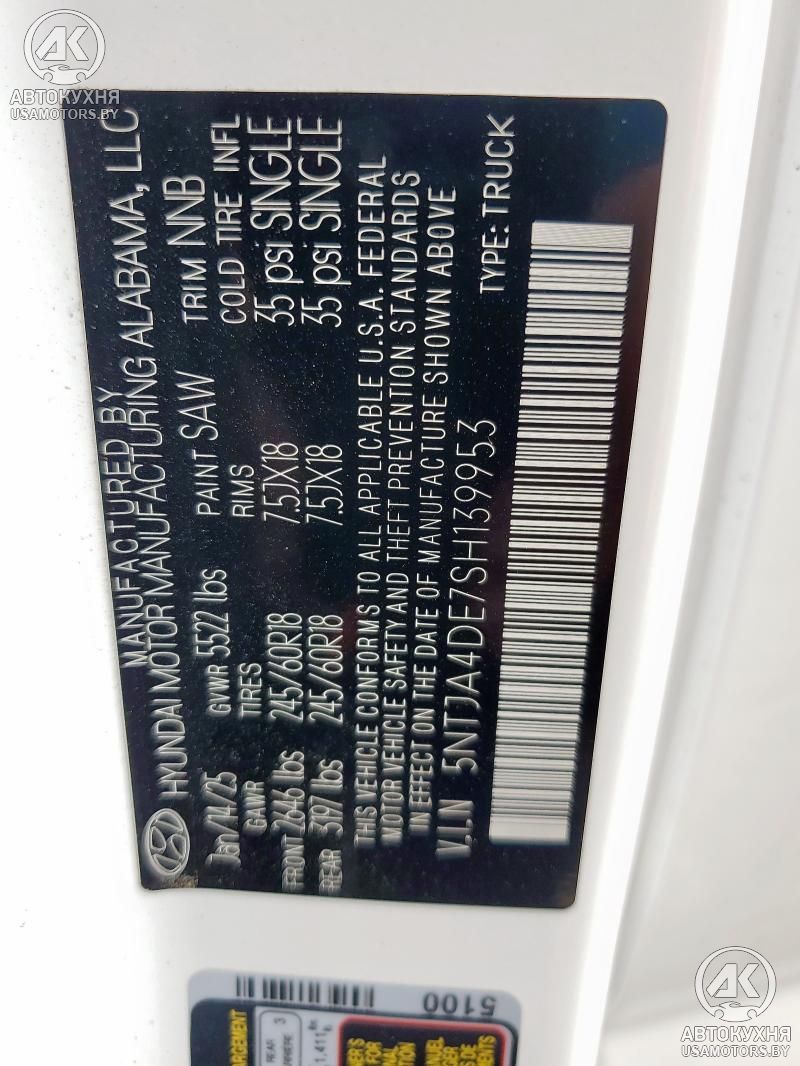 АК
АВТОКУХНЯ
USAMOTORS.BY
MANUFACTURED BY
HYUNDAI MOTOR MANUFACTURING ALABAMA, LLC
Jan/14/25 GVWR 5522 lbs PAINT SAW TRIM NNB
GAWR TIRES RIMS COLD TIRE INFL
FRONT 2646 lbs 245/60R18 7.5JX18 35 psi SINGLE
REAR 3197 lbs 245/60R18 7.5JX18 35 psi SINGLE
THIS VEHICLE CONFORMS TO ALL APPLICABLE U.S.A. FEDERAL
MOTOR VEHICLE SAFETY AND THEFT PREVENTION STANDARDS
IN EFFECT ON THE DATE OF MANUFACTURE SHOWN ABOVE
V.I.N 5NTJA4DE7SH139953 TYPE: TRUCK
5100
REAR
3
АК
АВТОКУХНЯ
USAMOTORS.BY